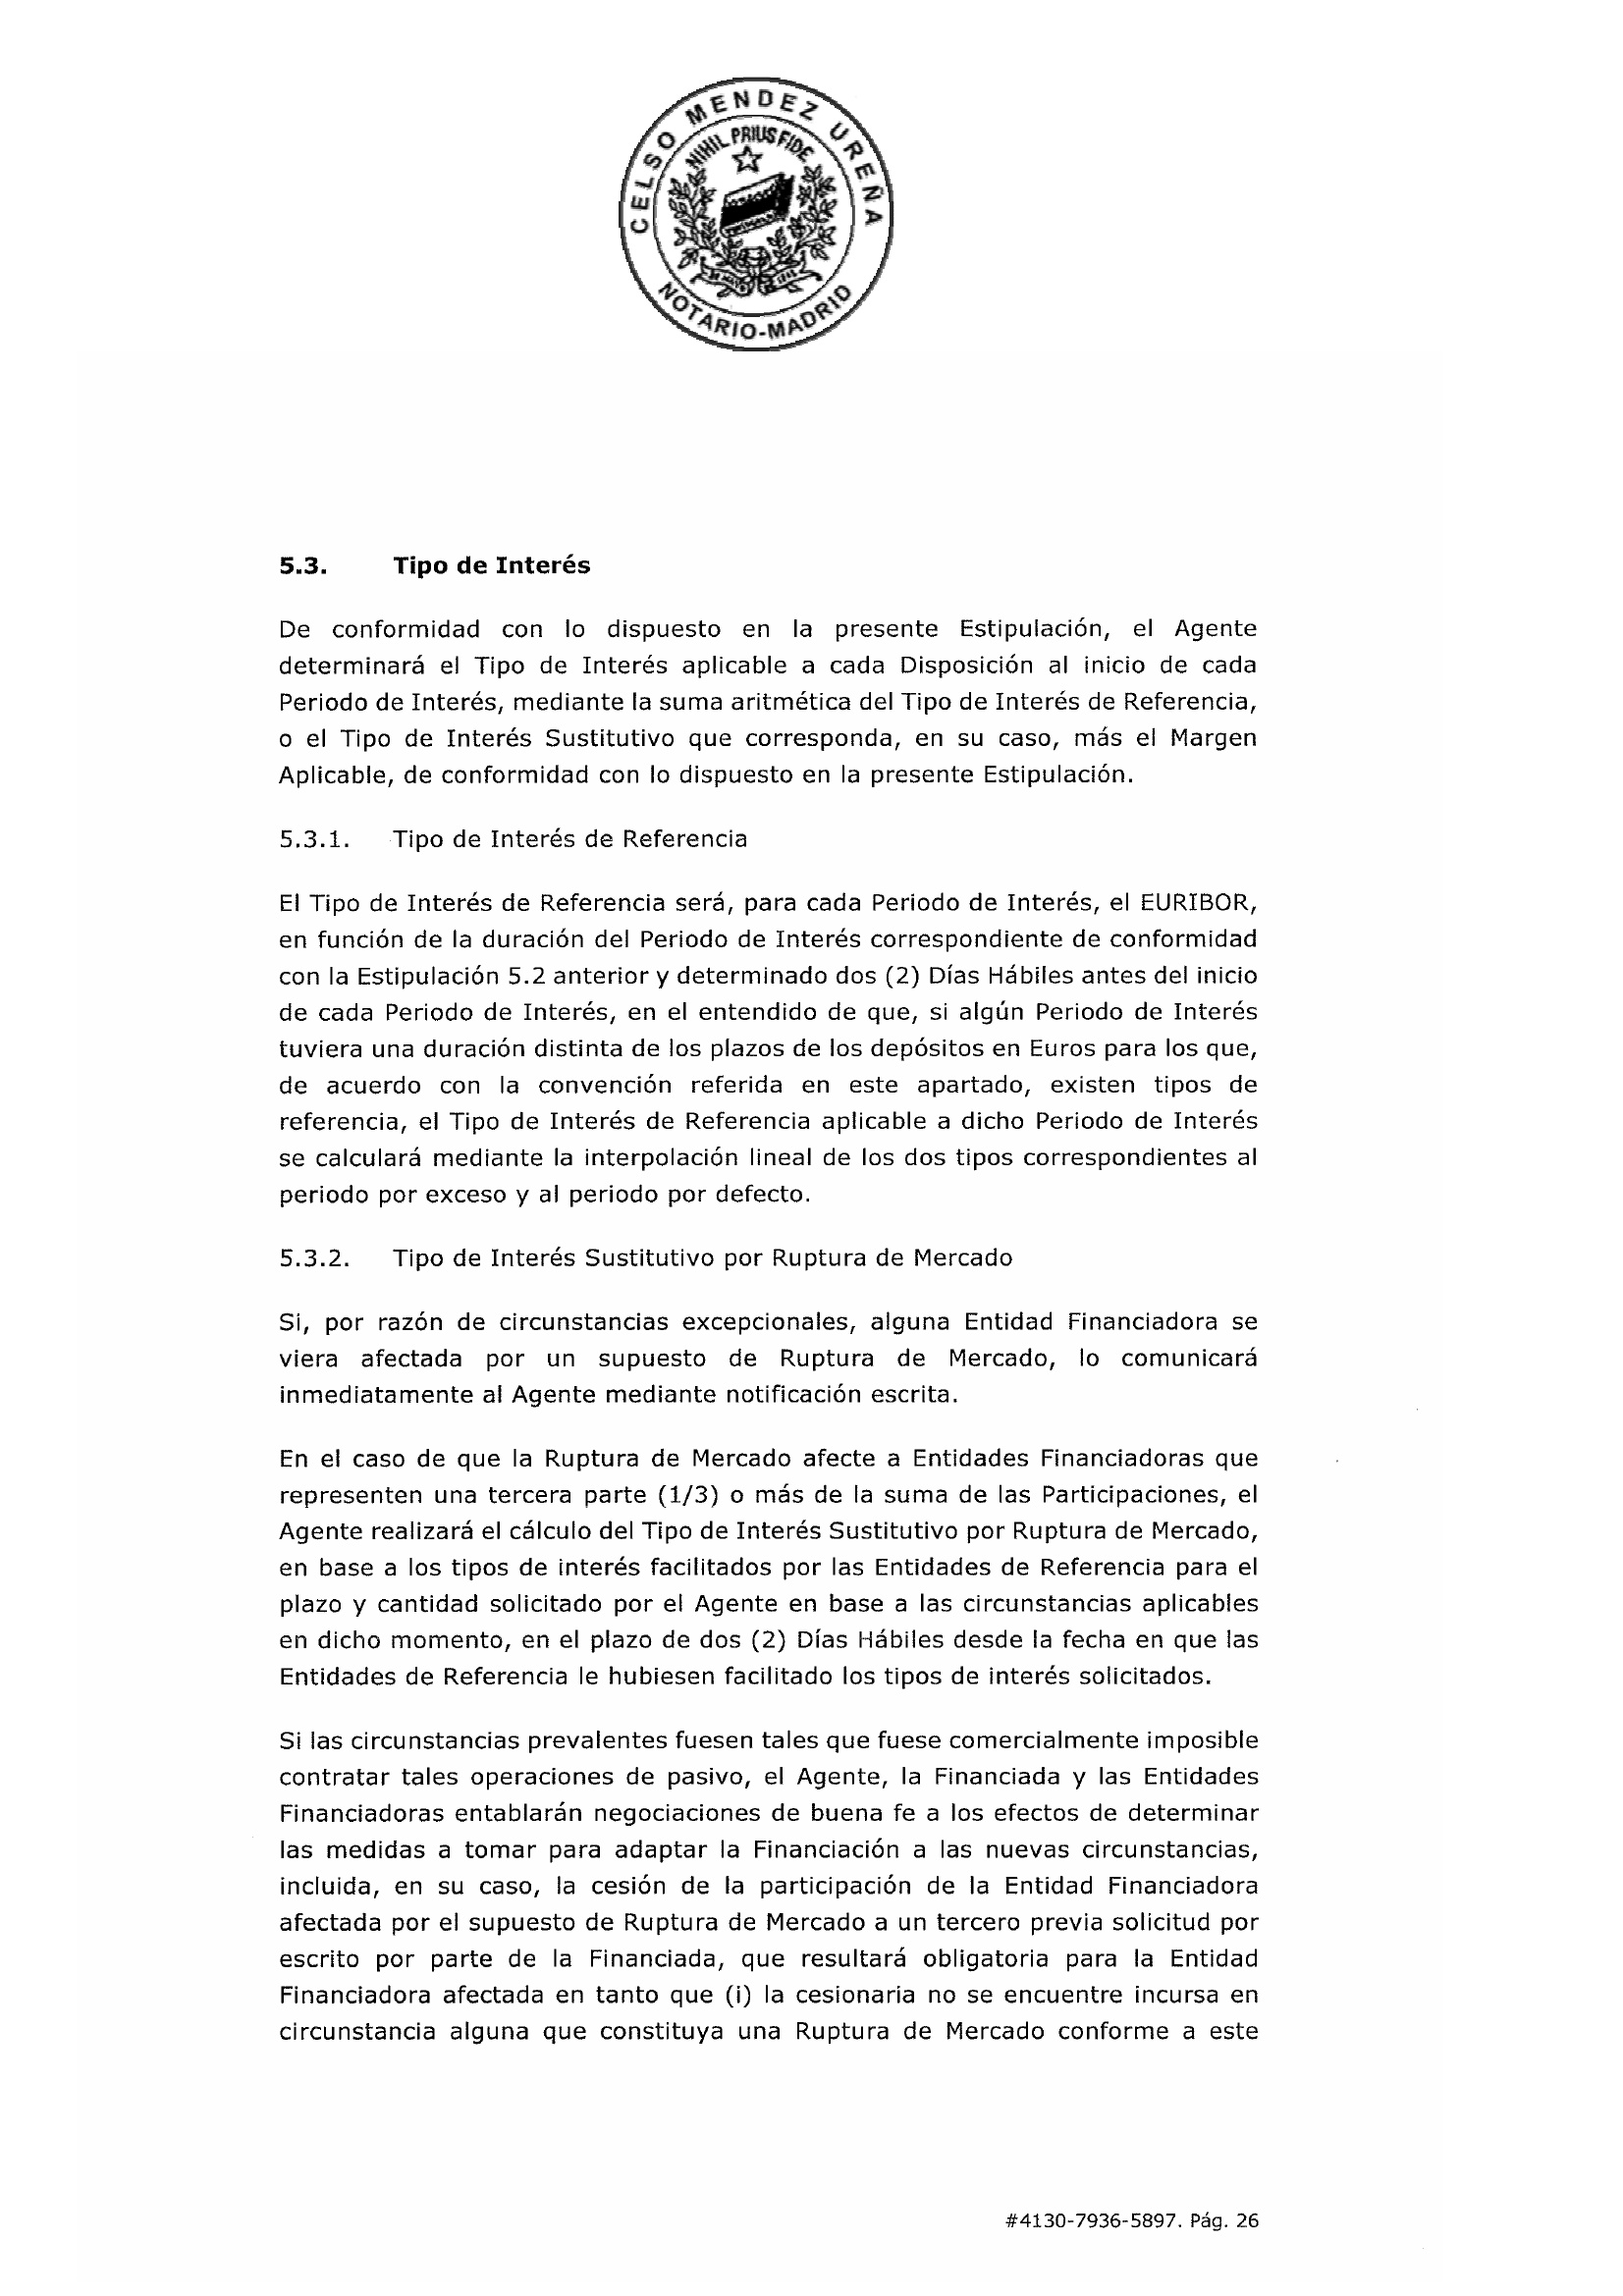 CELSO MENDEZ UREÑA
NIHIL PRIUS FIDE
NOTARIO-MADRID
5.3. Tipo de Interés
De conformidad con lo dispuesto en la presente Estipulación, el Agente
determinará el Tipo de Interés aplicable a cada Disposición al inicio de cada
Periodo de Interés, mediante la suma aritmética del Tipo de Interés de Referencia,
o el Tipo de Interés Sustitutivo que corresponda, en su caso, más el Margen
Aplicable, de conformidad con lo dispuesto en la presente Estipulación.
5.3.1. Tipo de Interés de Referencia
El Tipo de Interés de Referencia será, para cada Periodo de Interés, el EURIBOR,
en función de la duración del Periodo de Interés correspondiente de conformidad
con la Estipulación 5.2 anterior y determinado dos (2) Días Hábiles antes del inicio
de cada Periodo de Interés, en el entendido de que, si algún Periodo de Interés
tuviera una duración distinta de los plazos de los depósitos en Euros para los que,
de acuerdo con la convención referida en este apartado, existen tipos de
referencia, el Tipo de Interés de Referencia aplicable a dicho Periodo de Interés
se calculará mediante la interpolación lineal de los dos tipos correspondientes al
periodo por exceso y al periodo por defecto.
5.3.2. Tipo de Interés Sustitutivo por Ruptura de Mercado
Si, por razón de circunstancias excepcionales, alguna Entidad Financiadora se
viera afectada por un supuesto de Ruptura de Mercado, lo comunicará
inmediatamente al Agente mediante notificación escrita.
En el caso de que la Ruptura de Mercado afecte a Entidades Financiadoras que
representen una tercera parte (1/3) o más de la suma de las Participaciones, el
Agente realizará el cálculo del Tipo de Interés Sustitutivo por Ruptura de Mercado,
en base a los tipos de interés facilitados por las Entidades de Referencia para el
plazo y cantidad solicitado por el Agente en base a las circunstancias aplicables
en dicho momento, en el plazo de dos (2) Días Hábiles desde la fecha en que las
Entidades de Referencia le hubiesen facilitado los tipos de interés solicitados.
Si las circunstancias prevalentes fuesen tales que fuese comercialmente imposible
contratar tales operaciones de pasivo, el Agente, la Financiada y las Entidades
Financiadoras entablarán negociaciones de buena fe a los efectos de determinar
las medidas a tomar para adaptar la Financiación a las nuevas circunstancias,
incluida, en su caso, la cesión de la participación de la Entidad Financiadora
afectada por el supuesto de Ruptura de Mercado a un tercero previa solicitud por
escrito por parte de la Financiada, que resultará obligatoria para la Entidad
Financiadora afectada en tanto que (i) la cesionaria no se encuentre incursa en
circunstancia alguna que constituya una Ruptura de Mercado conforme a este
#4130-7936-5897. Pág. 26